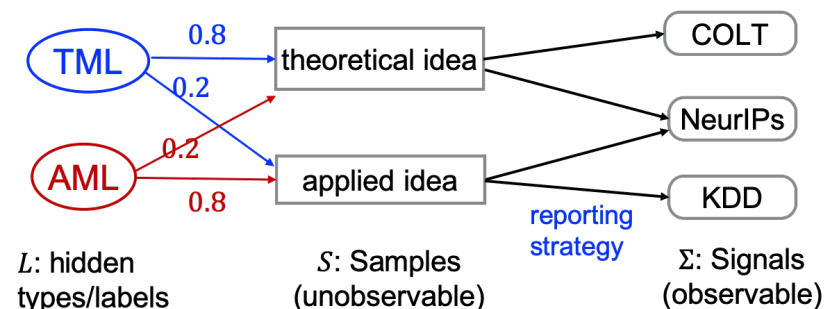 TML
0.8
theoretical idea
COLT
0.2
NeurIPs
0.2
AML
applied idea
KDD
0.8
reporting
strategy
L: hidden
types/labels
S: Samples
(unobservable)
Σ: Signals
(observable)